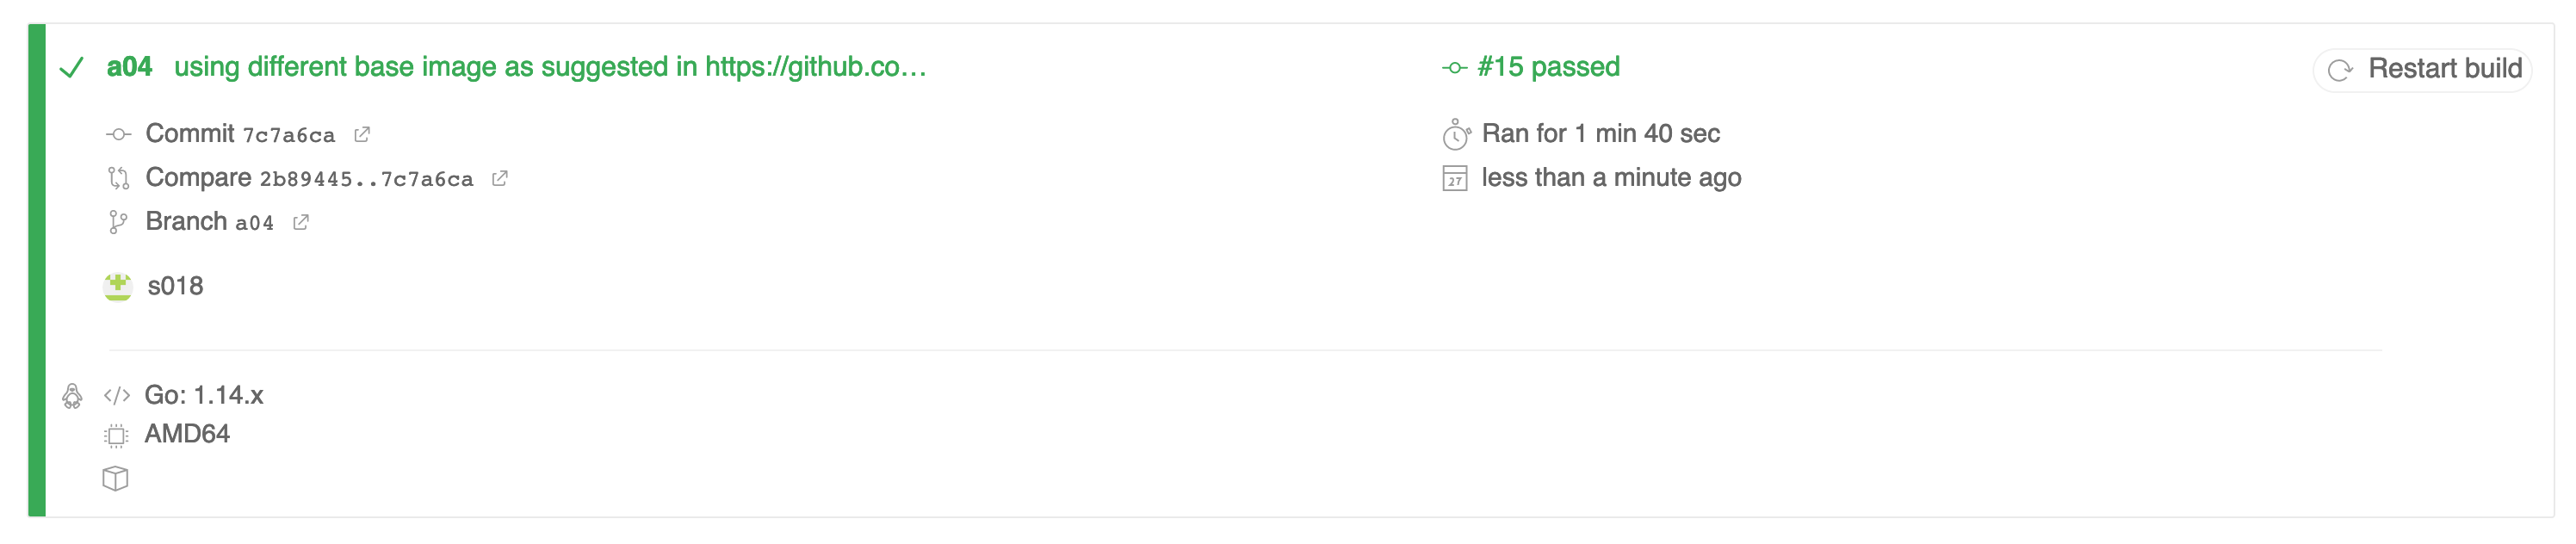 a04 using different base image as suggested in https://github.co…
Commit 7c7a6ca
Compare 2b89445..7c7a6ca
Branch a04
s018
#15 passed
Ran for 1 min 40 sec
27 less than a minute ago
Restart build
</> Go: 1.14.x
AMD64